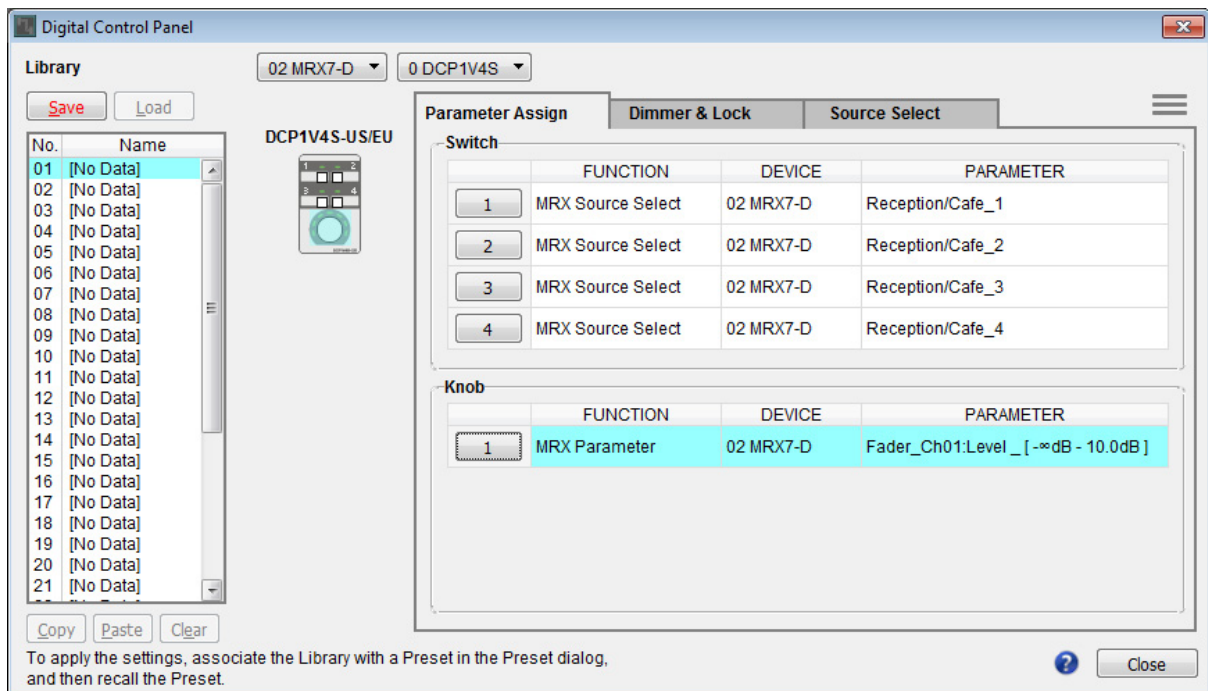 Digital Control Panel
Library
02 MRX7-D
0 DCP1V4S
Save
Load
No. Name
01 [No Data]
02 [No Data]
03 [No Data]
04 [No Data]
05 [No Data]
06 [No Data]
07 [No Data]
08 [No Data]
09 [No Data]
10 [No Data]
11 [No Data]
12 [No Data]
13 [No Data]
14 [No Data]
15 [No Data]
16 [No Data]
17 [No Data]
18 [No Data]
19 [No Data]
20 [No Data]
21 [No Data]
Copy Paste Clear
DCP1V4S-US/EU
1 2
3 4
Parameter Assign
Dimmer & Lock
Source Select
Switch
FUNCTION DEVICE PARAMETER
1 MRX Source Select 02 MRX7-D Reception/Cafe_1
2 MRX Source Select 02 MRX7-D Reception/Cafe_2
3 MRX Source Select 02 MRX7-D Reception/Cafe_3
4 MRX Source Select 02 MRX7-D Reception/Cafe_4
Knob
FUNCTION DEVICE PARAMETER
1 MRX Parameter 02 MRX7-D Fader_Ch01:Level _ [ -∞dB - 10.0dB ]
To apply the settings, associate the Library with a Preset in the Preset dialog,
and then recall the Preset.
?
Close